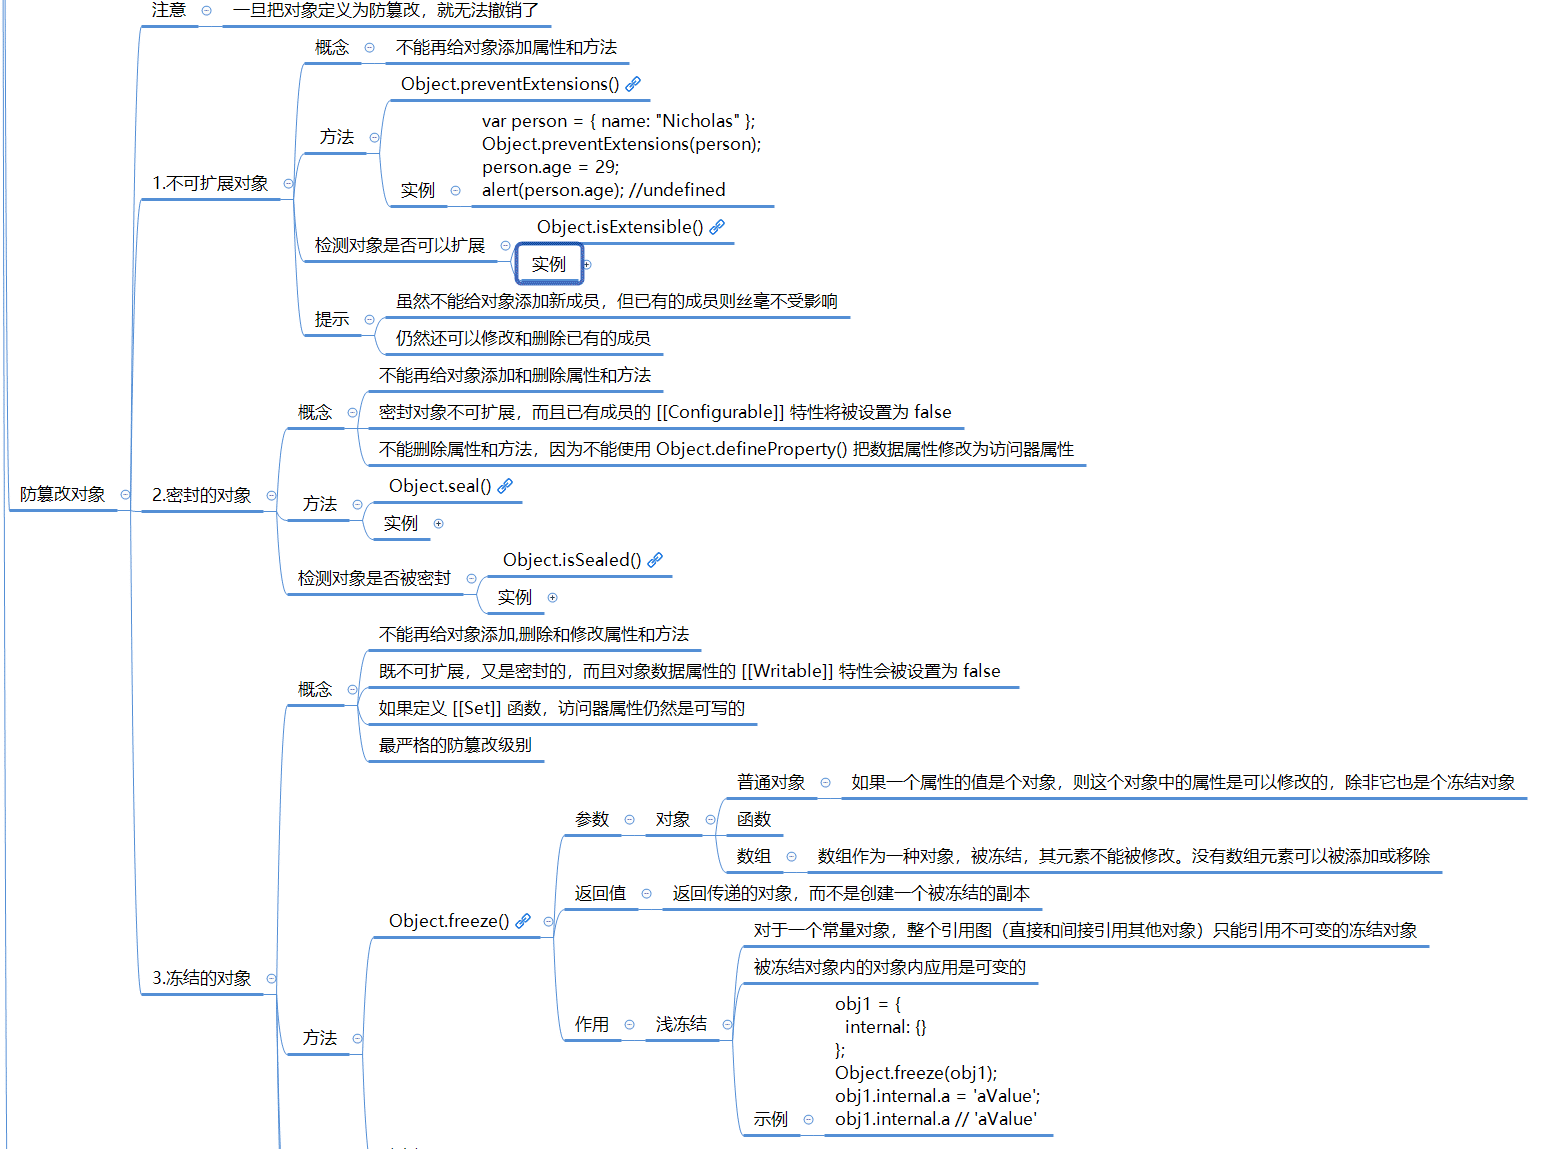 注意
一旦把对象定义为防篡改，就无法撤销了
概念
不能再给对象添加属性和方法
Object.preventExtensions()
方法
var person = { name: "Nicholas" };
Object.preventExtensions(person);
person.age = 29;
alert(person.age); //undefined
实例
1.不可扩展对象
Object.isExtensible()
检测对象是否可以扩展
实例
虽然不能给对象添加新成员，但已有的成员则丝毫不受影响
提示
仍然还可以修改和删除已有的成员
不能再给对象添加和删除属性和方法
概念
密封对象不可扩展，而且已有成员的 [[Configurable]] 特性将被设置为 false
不能删除属性和方法，因为不能使用 Object.defineProperty() 把数据属性修改为访问器属性
防篡改对象
2.密封的对象
Object.seal()
方法
实例
Object.isSealed()
检测对象是否被密封
实例
不能再给对象添加,删除和修改属性和方法
既不可扩展，又是密封的，而且对象数据属性的 [[Writable]] 特性会被设置为 false
概念
如果定义 [[Set]] 函数，访问器属性仍然是可写的
最严格的防篡改级别
普通对象
如果一个属性的值是个对象，则这个对象中的属性是可以修改的，除非它也是个冻结对象
参数
对象
函数
数组
数组作为一种对象，被冻结，其元素不能被修改。没有数组元素可以被添加或移除
返回值
返回传递的对象，而不是创建一个被冻结的副本
Object.freeze()
对于一个常量对象，整个引用图（直接和间接引用其他对象）只能引用不可变的冻结对象
被冻结对象内的对象内应用是可变的
3.冻结的对象
方法
作用
浅冻结
obj1 = {
internal: {}
};
Object.freeze(obj1);
obj1.internal.a = 'aValue';
obj1.internal.a // 'aValue'
示例